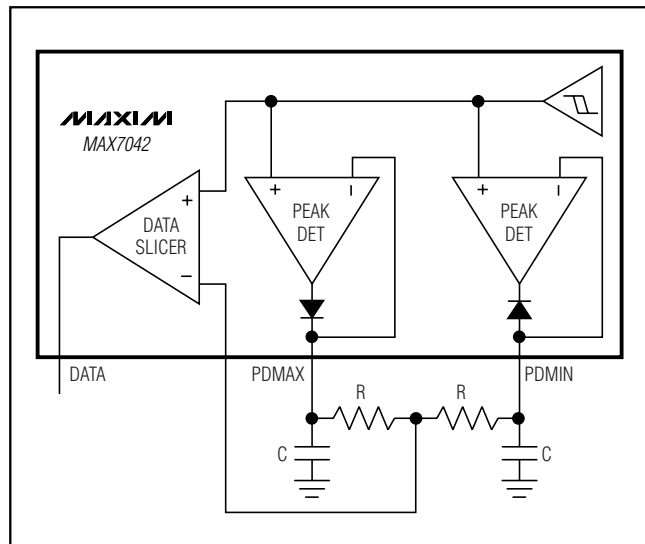 MAXIM
MAX7042
DATA
SLICER
+
−
PEAK
DET
+
−
PEAK
DET
+
−
DATA
PDMAX
PDMIN
R
R
C
C